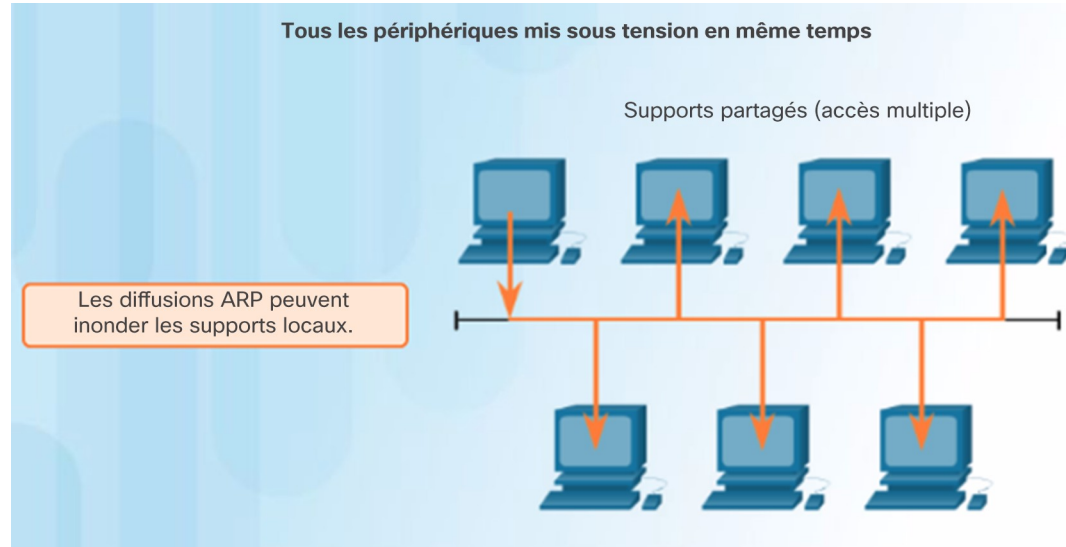 Tous les périphériques mis sous tension en même temps
Supports partagés (accès multiple)
Les diffusions ARP peuvent
inonder les supports locaux.